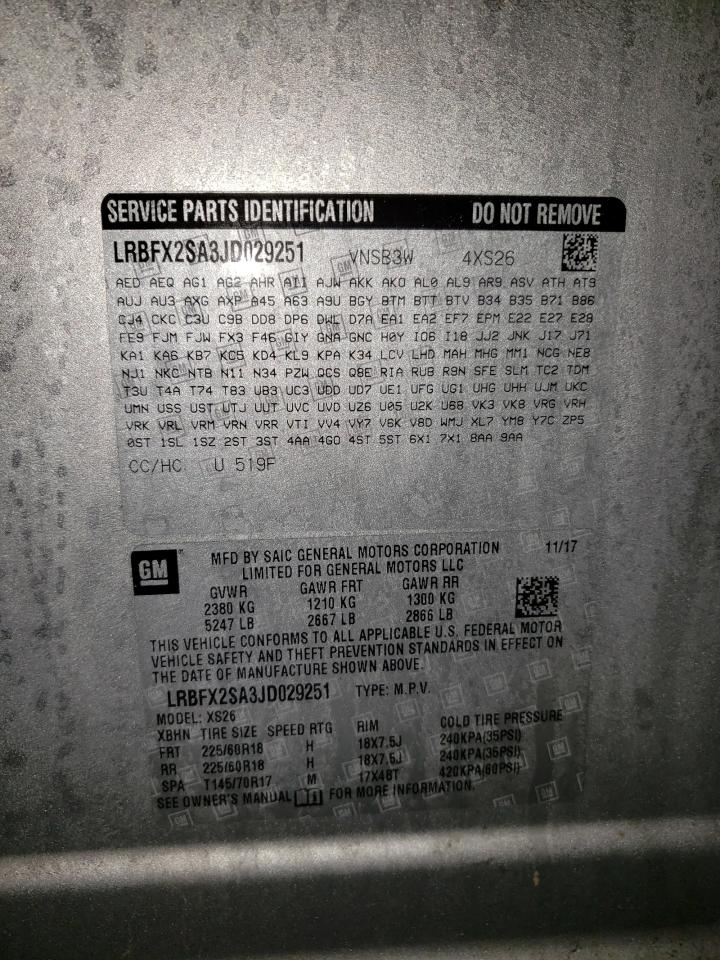 SERVICE PARTS IDENTIFICATION DO NOT REMOVE
LRBFX2SA3JD029251 VNSB3W 4XS26
AED AEQ AG1 AG2 AHR AII AJW AKK AKO AL0 AL9 AR9 ASV ATH AT9
AUJ AU3 AXG AXP A45 A63 A9U BGY BTM BTT BTV B34 B35 B71 B86
CJ4 CKC C3U C9B DD8 DP6 DWL D7A EA1 EA2 EF7 EPM E22 E27 E28
FE9 FJM FJW FX3 F46 GIY GNA GNC H0Y IO6 I18 JJ2 JNK J17 J71
KA1 KA6 KB7 KC5 KD4 KL9 KPA K34 LCV LHD MAH MHG MM1 NCG NE8
NJ1 NKC NTB N11 N34 PZW QCS Q8E RIA RU8 R9N SFE SLM TC2 TDM
T3U T4A T74 T83 UB3 UC3 UDD UD7 UE1 UFG UG1 UHG UHH UJM UKC
UMN USS UST UTJ UUT UVC UVD UZ6 U05 U2K U68 VK3 VK8 VRG VRH
VRK VRL VRM VRN VRR VTI VV4 VY7 V6K V8D WMJ XL7 YM8 Y7C ZP5
0ST 1SL 1SZ 2ST 3ST 4AA 4G0 4ST 5ST 6X1 7X1 8AA 9AA
CC/HC U 519F
GM MFD BY SAIC GENERAL MOTORS CORPORATION 11/17
LIMITED FOR GENERAL MOTORS LLC
GVWR GAWR FRT GAWR RR
2380 KG 1210 KG 1300 KG
5247 LB 2667 LB 2866 LB
THIS VEHICLE CONFORMS TO ALL APPLICABLE U.S. FEDERAL MOTOR
VEHICLE SAFETY AND THEFT PREVENTION STANDARDS IN EFFECT ON
THE DATE OF MANUFACTURE SHOWN ABOVE.
LRBFX2SA3JD029251 TYPE: M.P.V.
MODEL: XS26
XBHN TIRE SIZE SPEED RTG RIM COLD TIRE PRESSURE
FRT 225/60R18 H 18X7.5J 240KPA(35PSI)
RR 225/60R18 H 18X7.5J 240KPA(35PSI)
SPA T145/70R17 M 17X4BT 420KPA(60PSI)
SEE OWNER'S MANUAL FOR MORE INFORMATION.